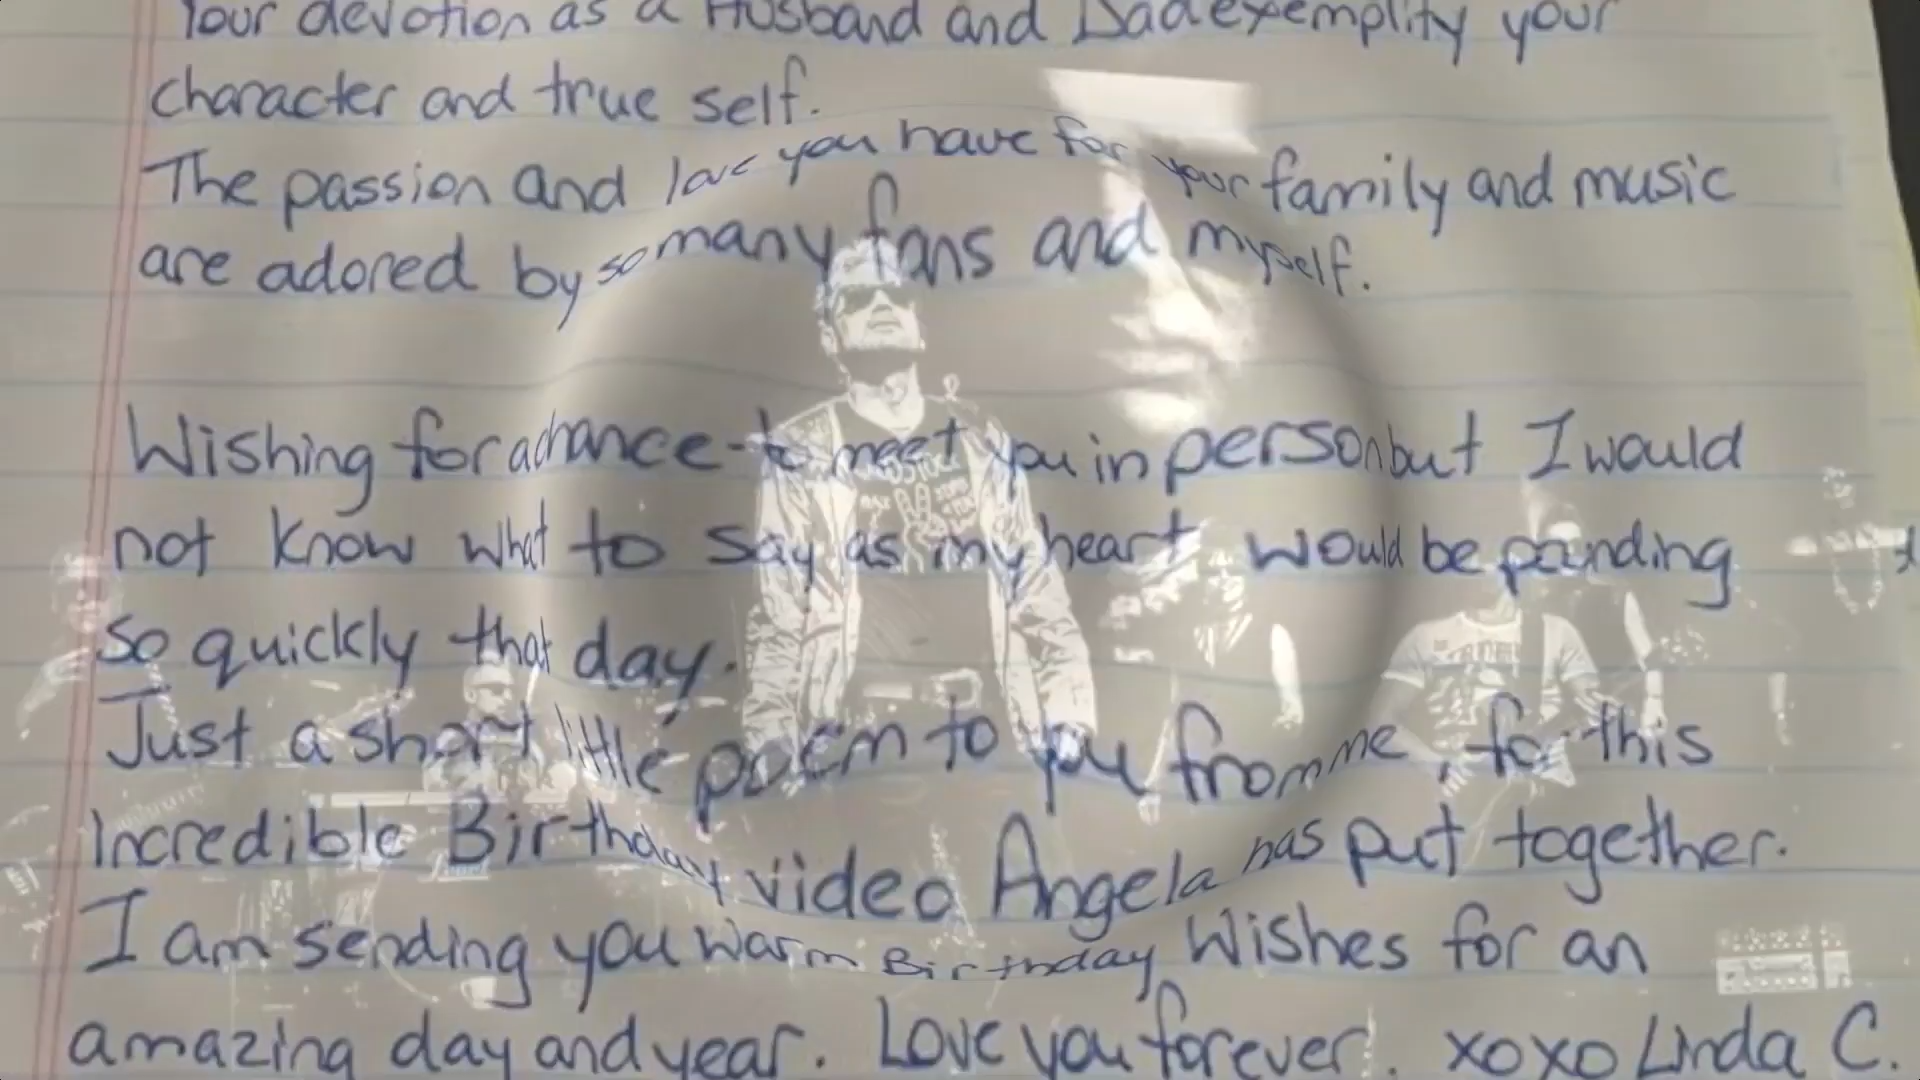 Your devotion as a Husband and Dad exemplify your
character and true self.
The passion and love you have for your family and music
are adored by so many fans and myself.
Wishing for a chance to meet you in person but I would
not know what to say as my heart would be pounding
so quickly that day.
Just a short little poem to you from me, for this
Incredible Birthday video Angela has put together.
I am sending you warm Birthday Wishes for an
amazing day and year. Love you forever. xoxo Linda C.